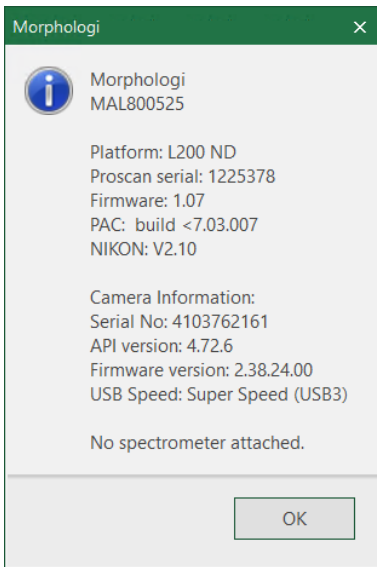 Morphologi
Morphologi
MAL800525
Platform: L200 ND
Proscan serial: 1225378
Firmware: 1.07
PAC:  build <7.03.007
NIKON: V2.10
Camera Information:
Serial No: 4103762161
API version: 4.72.6
Firmware version: 2.38.24.00
USB Speed: Super Speed (USB3)
No spectrometer attached.
OK